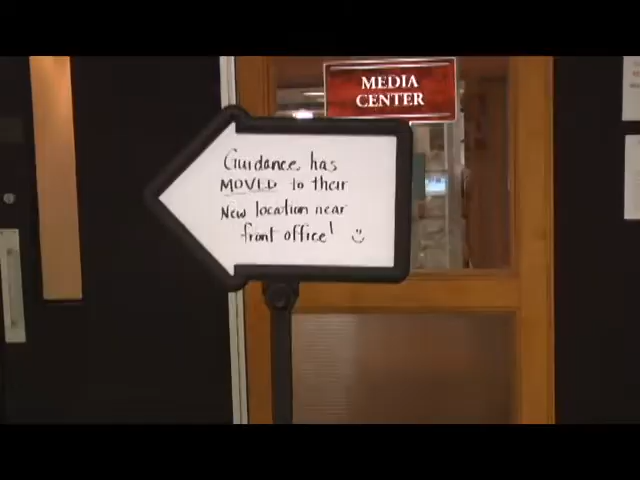 MEDIA
CENTER
Guidance has
MOVED to their
New location near
front office! :)